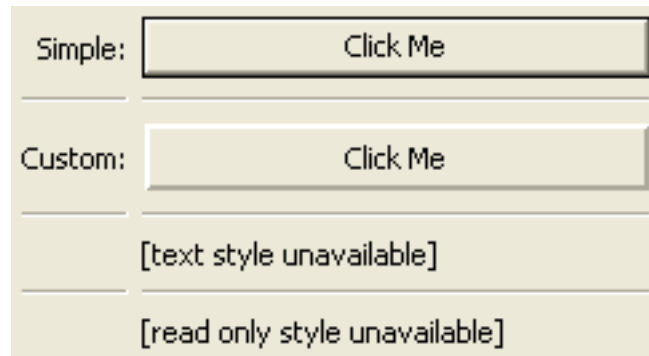 Simple: Click Me
Custom: Click Me
[text style unavailable]
[read only style unavailable]